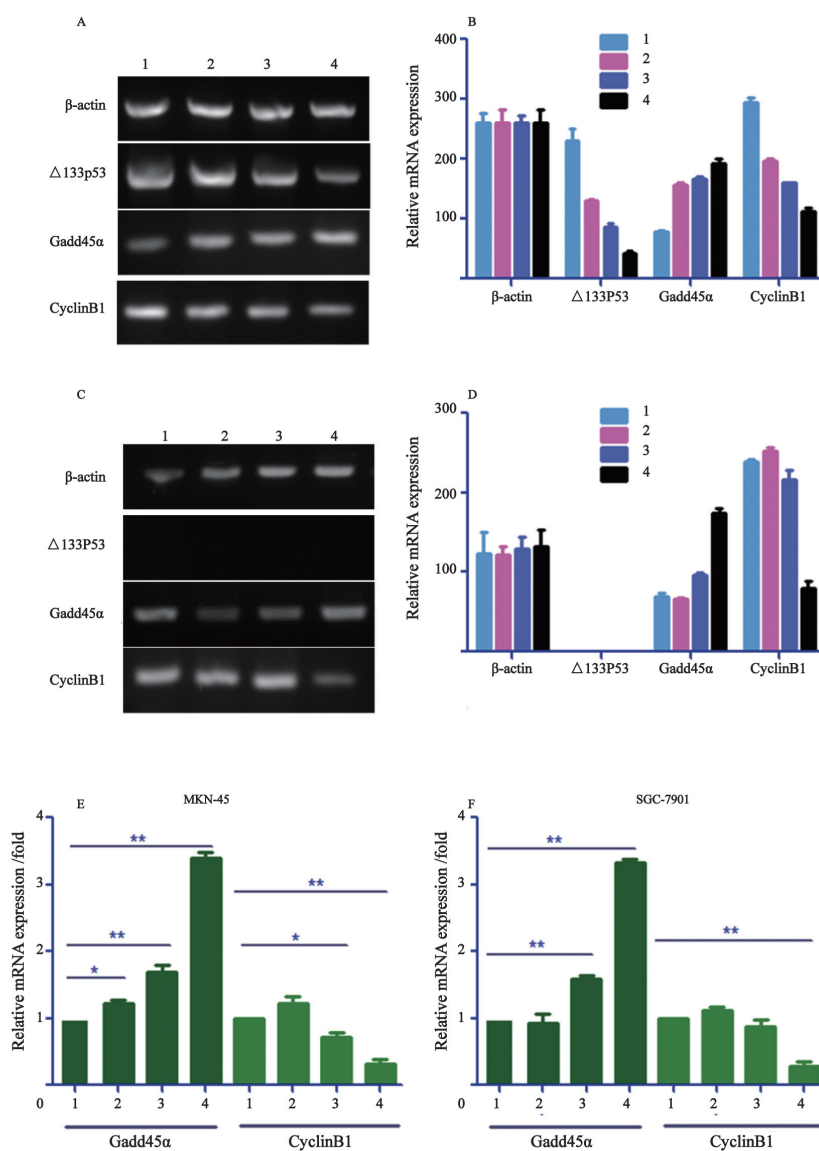 A
1 2 3 4
β-actin
△133p53
Gadd45α
CyclinB1
B
Relative mRNA expression
400
300
200
100
1
2
3
4
β-actin △133P53 Gadd45α CyclinB1
C
1 2 3 4
β-actin
△133P53
Gadd45α
CyclinB1
D
Relative mRNA expression
300
200
100
1
2
3
4
β-actin △133P53 Gadd45α CyclinB1
E
MKN-45
Relative mRNA expression /fold
4
3
2
1
0
**
**
*
**
*
1 2 3 4 1 2 3 4
Gadd45α CyclinB1
F
SGC-7901
Relative mRNA expression /fold
4
3
2
1
0
**
**
**
1 2 3 4 1 2 3 4
Gadd45α CyclinB1